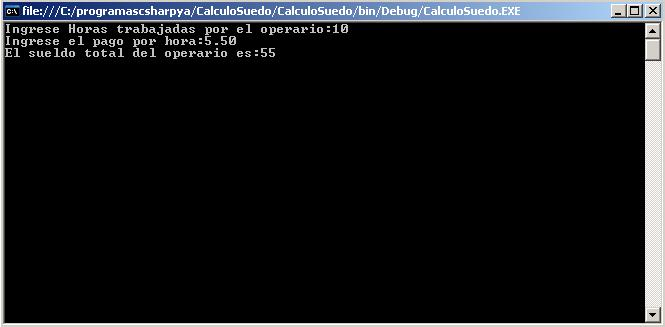 file:///C:/programascsharpya/CalculoSuedo/CalculoSuedo/bin/Debug/CalculoSuedo.EXE
Ingrese Horas trabajadas por el operario:10
Ingrese el pago por hora:5.50
El sueldo total del operario es:55